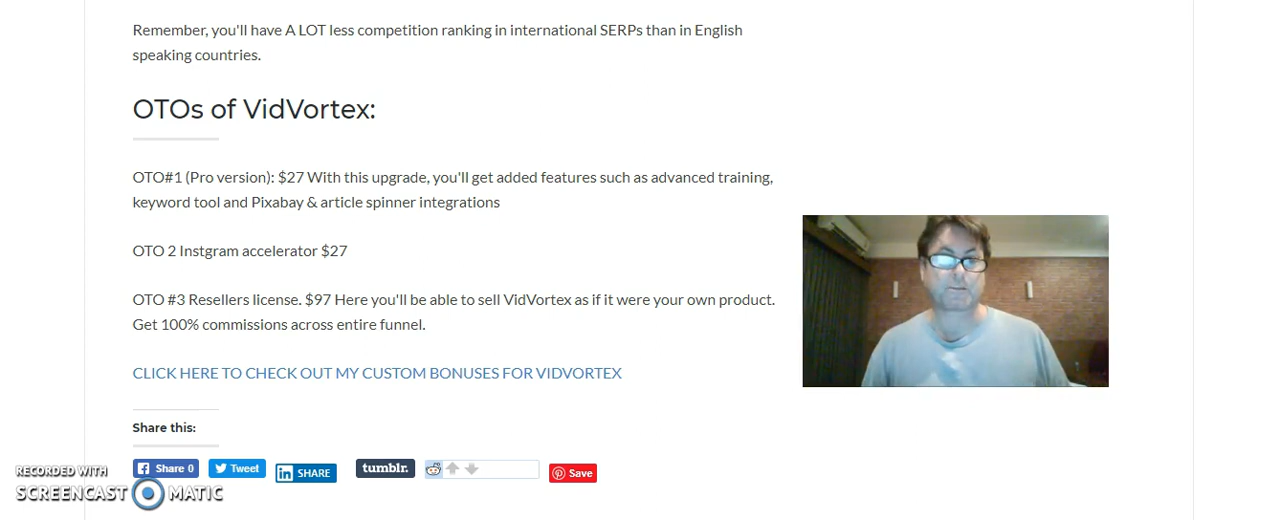 Remember, you'll have A LOT less competition ranking in international SERPs than in English
speaking countries.
OTOs of VidVortex:
OTO#1 (Pro version): $27 With this upgrade, you'll get added features such as advanced training,
keyword tool and Pixabay & article spinner integrations
OTO 2 Instgram accelerator $27
OTO #3 Resellers license. $97 Here you'll be able to sell VidVortex as if it were your own product.
Get 100% commissions across entire funnel.
CLICK HERE TO CHECK OUT MY CUSTOM BONUSES FOR VIDVORTEX
Share this:
Share 0 Tweet in SHARE tumblr. Save
RECORDED WITH
SCREENCAST MATIC